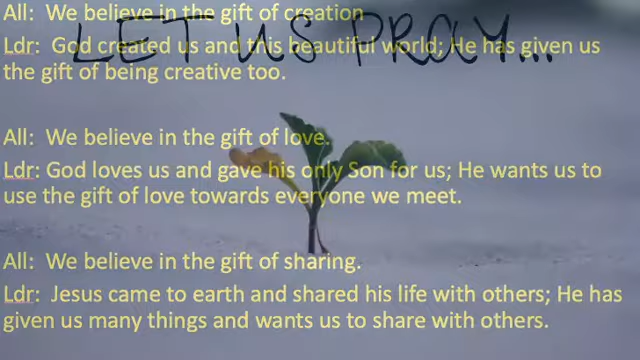 All:  We believe in the gift of creation
LET US PRAY...
Ldr:  God created us and this beautiful world; He has given us
the gift of being creative too.
All:  We believe in the gift of love.
Ldr: God loves us and gave his only Son for us; He wants us to
use the gift of love towards everyone we meet.
All:  We believe in the gift of sharing.
Ldr:  Jesus came to earth and shared his life with others; He has
given us many things and wants us to share with others.